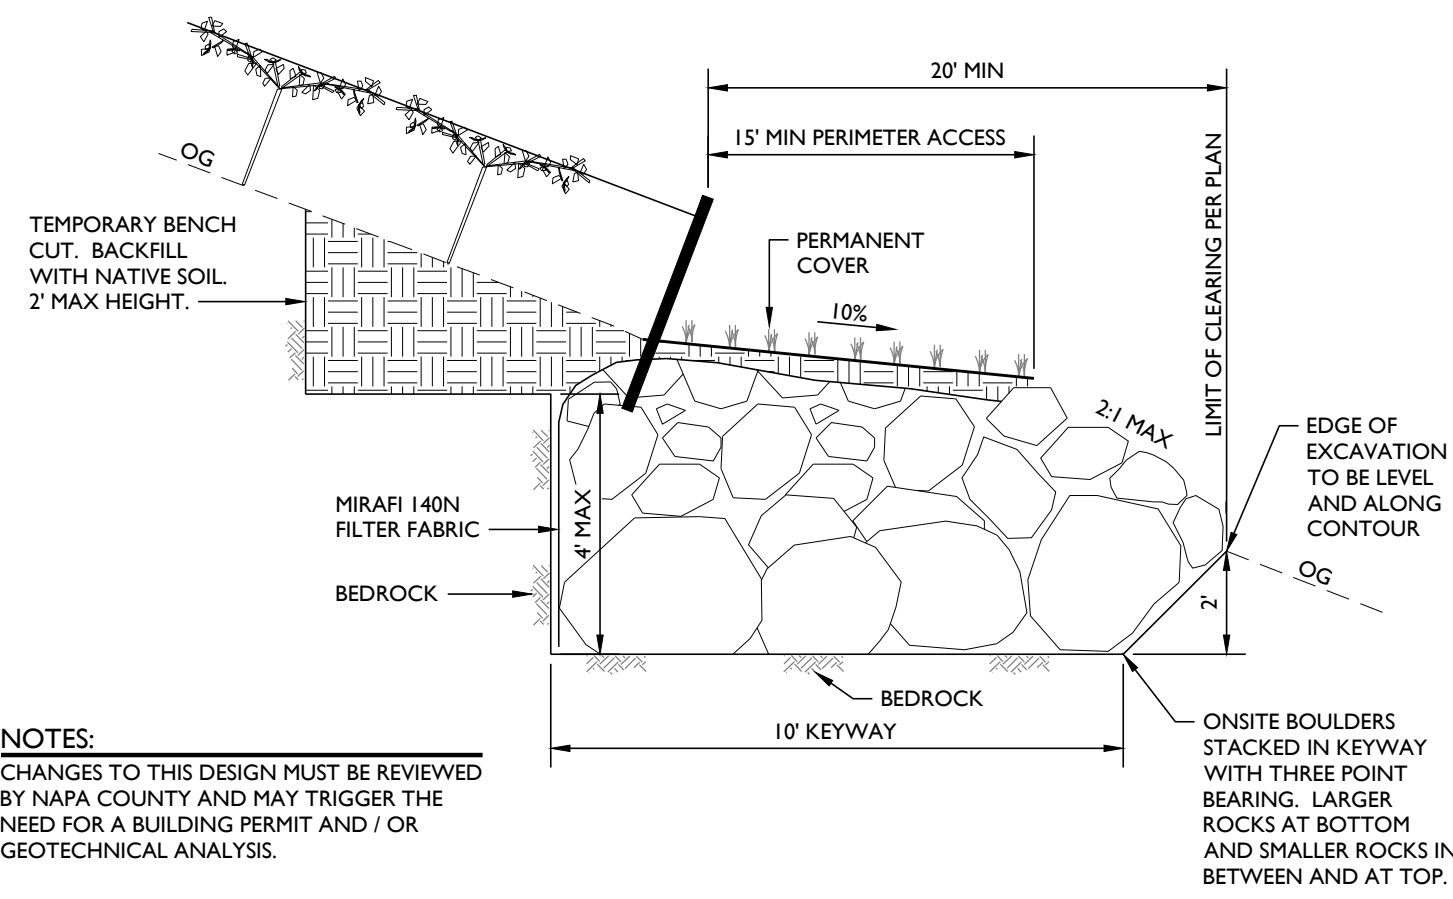 20' MIN
15' MIN PERIMETER ACCESS
OG
LIMIT OF CLEARING PER PLAN
TEMPORARY BENCH
CUT. BACKFILL
WITH NATIVE SOIL.
2' MAX HEIGHT.
PERMANENT
COVER
10%
2:1 MAX
EDGE OF
EXCAVATION
TO BE LEVEL
AND ALONG
CONTOUR
MIRAFI 140N
FILTER FABRIC
4' MAX
OG
2'
BEDROCK
BEDROCK
10' KEYWAY
ONSITE BOULDERS
STACKED IN KEYWAY
WITH THREE POINT
BEARING. LARGER
ROCKS AT BOTTOM
AND SMALLER ROCKS IN
BETWEEN AND AT TOP.
NOTES:
CHANGES TO THIS DESIGN MUST BE REVIEWED
BY NAPA COUNTY AND MAY TRIGGER THE
NEED FOR A BUILDING PERMIT AND / OR
GEOTECHNICAL ANALYSIS.